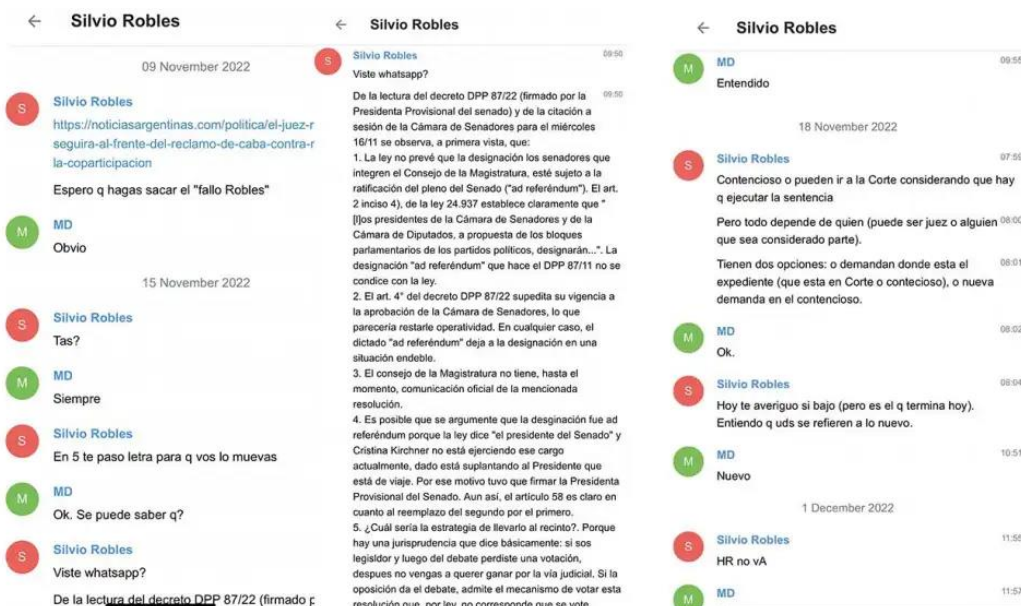 Silvio Robles
09 November 2022
Silvio Robles
https://noticiasargentinas.com/politica/el-juez-r
seguira-al-frente-del-reclamo-de-caba-contra-r
la-coparticipacion
Espero q hagas sacar el "fallo Robles"
M
MD
Obvio
15 November 2022
S
Silvio Robles
Tas?
M
MD
Siempre
S
Silvio Robles
En 5 te paso letra para q vos lo muevas
M
MD
Ok. Se puede saber q?
S
Silvio Robles
Viste whatsapp?
De la lectura del decreto DPP 87/22 (firmado p
Silvio Robles
S
Silvio Robles
09:50
Viste whatsapp?
De la lectura del decreto DPP 87/22 (firmado por la
09:50
Presidenta Provisional del senado) y de la citación a
sesión de la Cámara de Senadores para el miércoles
16/11 se observa, a primera vista, que:
1. La ley no prevé que la designación los senadores que
integren el Consejo de la Magistratura, esté sujeto a la
ratificación del pleno del Senado ("ad referéndum"). El art.
2 inciso 4), de la ley 24.937 establece claramente que "
[l]os presidentes de la Cámara de Senadores y de la
Cámara de Diputados, a propuesta de los bloques
parlamentarios de los partidos políticos, designarán...". La
designación "ad referéndum" que hace el DPP 87/11 no se
condice con la ley.
2. El art. 4° del decreto DPP 87/22 supedita su vigencia a
la aprobación de la Cámara de Senadores, lo que
parecería restarle operatividad. En cualquier caso, el
dictado "ad referéndum" deja a la designación en una
situación endeble.
3. El consejo de la Magistratura no tiene, hasta el
momento, comunicación oficial de la mencionada
resolución.
4. Es posible que se argumente que la desginación fue ad
referéndum porque la ley dice "el presidente del Senado" y
Cristina Kirchner no está ejerciendo ese cargo
actualmente, dado está suplantando al Presidente que
está de viaje. Por ese motivo tuvo que firmar la Presidenta
Provisional del Senado. Aun así, el artículo 58 es claro en
cuanto al reemplazo del segundo por el primero.
5. ¿Cuál sería la estrategia de llevarlo al recinto?. Porque
hay una jurisprudencia que dice básicamente: si sos
legisldor y luego del debate perdiste una votación,
despues no vengas a querer ganar por la vía judicial. Si la
oposición da el debate, admite el mecanismo de votar esta
resolución que, por ley, no corresponde que se vote
Silvio Robles
M
MD
09:55
Entendido
18 November 2022
S
Silvio Robles
07:59
Contencioso o pueden ir a la Corte considerando que hay
q ejecutar la sentencia
Pero todo depende de quien (puede ser juez o alguien
08:00
que sea considerado parte).
Tienen dos opciones: o demandan donde esta el
08:01
expediente (que esta en Corte o contecioso), o nueva
demanda en el contencioso.
M
MD
08:02
Ok.
S
Silvio Robles
08:04
Hoy te averiguo si bajo (pero es el q termina hoy).
Entiendo q uds se refieren a lo nuevo.
M
MD
10:51
Nuevo
1 December 2022
S
Silvio Robles
11:55
HR no vA
M
MD
11:57